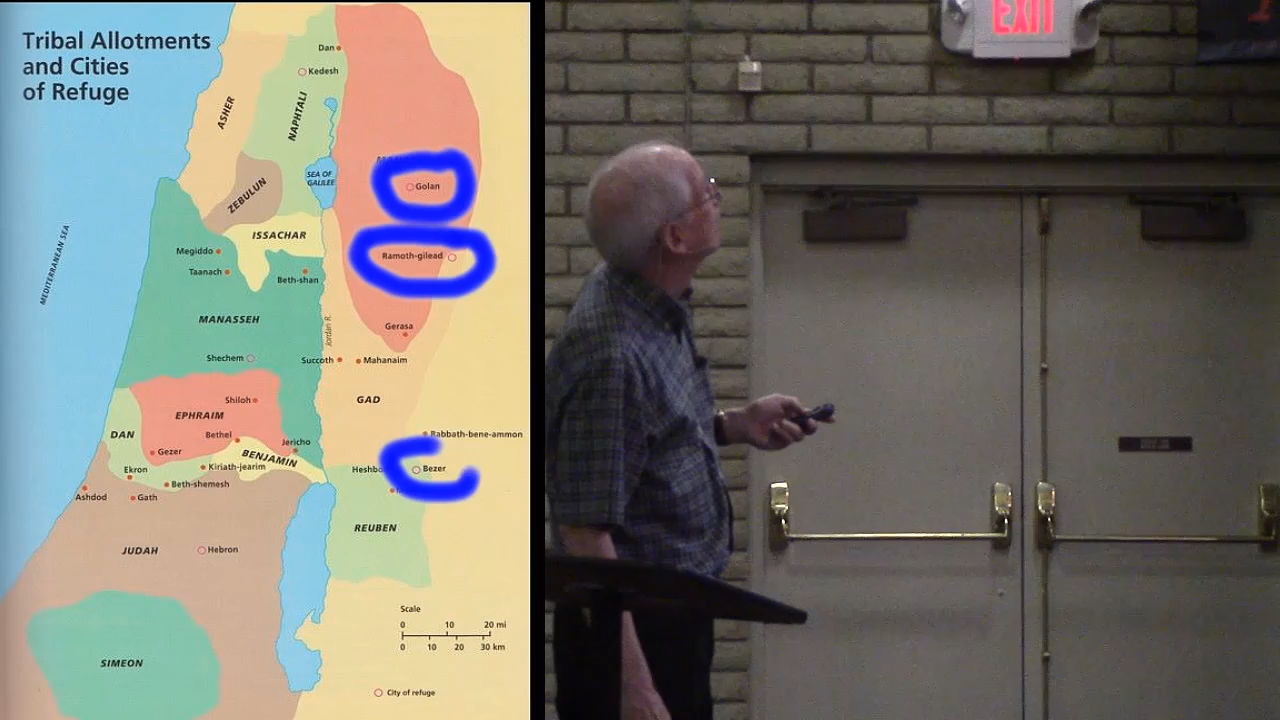 Tribal Allotments
and Cities
of Refuge
Dan
Kedesh
ASHER
NAPHTALI
SEA OF
GALILEE
Golan
ZEBULUN
ISSACHAR
MEDITERRANEAN SEA
Megiddo
Ramoth-gilead
Taanach
Beth-shan
MANASSEH
Jordan R.
Gerasa
Shechem
Succoth
Mahanaim
GAD
Shiloh
EPHRAIM
DAN
Bethel
Jericho
Rabbath-bene-ammon
Gezer
BENJAMIN
Ekron
Kiriath-jearim
Bezer
Beth-shemesh
Ashdod
Gath
REUBEN
JUDAH
Hebron
Scale
0 10 20 mi
0 10 20 30 km
SIMEON
City of refuge
EXIT